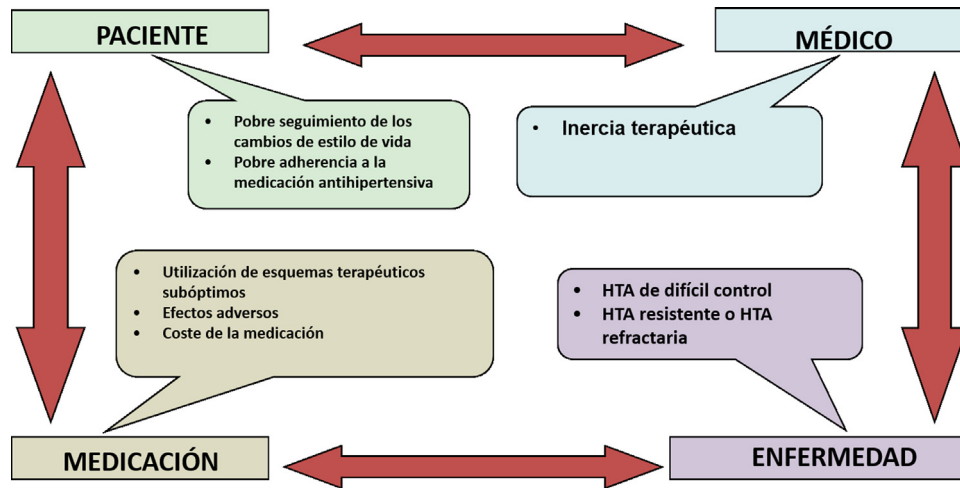 PACIENTE
MÉDICO
• Pobre seguimiento de los
cambios de estilo de vida
• Pobre adherencia a la
medicación antihipertensiva
• Inercia terapéutica
• Utilización de esquemas terapéuticos
subóptimos
• Efectos adversos
• Coste de la medicación
• HTA de difícil control
• HTA resistente o HTA
refractaria
MEDICACIÓN
ENFERMEDAD